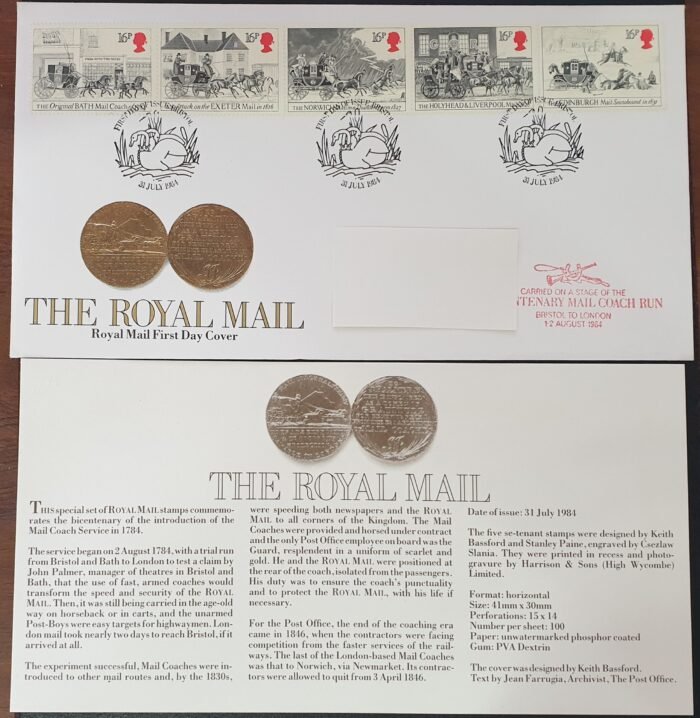 16P
16P
16P
16P
16P
THE Original BATH Mail Coach
Attack on the EXETER Mail in 1816
THE NORWICH
1827
THE HOLYHEAD & LIVERPOOL
EDINBURGH Mail Snowbound in 1831
FIRST DAY OF ISSUE BRISTOL
31 JULY 1984
FIRST DAY OF ISSUE BRISTOL
31 JULY 1984
FIRST DAY OF ISSUE BRISTOL
31 JULY 1984
THE ROYAL MAIL
Royal Mail First Day Cover
CARRIED ON A STAGE OF THE
TENARY MAIL COACH RUN
BRISTOL TO LONDON
1-2 AUGUST 1984
THE ROYAL MAIL
THIS special set of ROYAL MAIL stamps commemo-
rates the bicentenary of the introduction of the
Mail Coach Service in 1784.
The service began on 2 August 1784, with a trial run
from Bristol and Bath to London to test a claim by
John Palmer, manager of theatres in Bristol and
Bath, that the use of fast, armed coaches would
transform the speed and security of the ROYAL
MAIL. Then, it was still being carried in the age-old
way on horseback or in carts, and the unarmed
Post-Boys were easy targets for highwaymen. Lon-
don mail took nearly two days to reach Bristol, if it
arrived at all.
The experiment successful, Mail Coaches were in-
troduced to other mail routes and, by the 1830s,
were speeding both newspapers and the ROYAL
MAIL to all corners of the Kingdom. The Mail
Coaches were provided and horsed under contract
and the only Post Office employee on board was the
Guard, resplendent in a uniform of scarlet and
gold. He and the ROYAL MAIL were positioned at
the rear of the coach, isolated from the passengers.
His duty was to ensure the coach's punctuality
and to protect the ROYAL MAIL, with his life if
necessary.
For the Post Office, the end of the coaching era
came in 1846, when the contractors were facing
competition from the faster services of the rail-
ways. The last of the London-based Mail Coaches
was that to Norwich, via Newmarket. Its contrac-
tors were allowed to quit from 3 April 1846.
Date of issue: 31 July 1984
The five se-tenant stamps were designed by Keith
Bassford and Stanley Paine, engraved by Csezlaw
Slania. They were printed in recess and photo-
gravure by Harrison & Sons (High Wycombe)
Limited.
Format: horizontal
Size: 41mm x 30mm
Perforations: 15 x 14
Number per sheet: 100
Paper: unwatermarked phosphor coated
Gum: PVA Dextrin
The cover was designed by Keith Bassford.
Text by Jean Farrugia, Archivist, The Post Office.